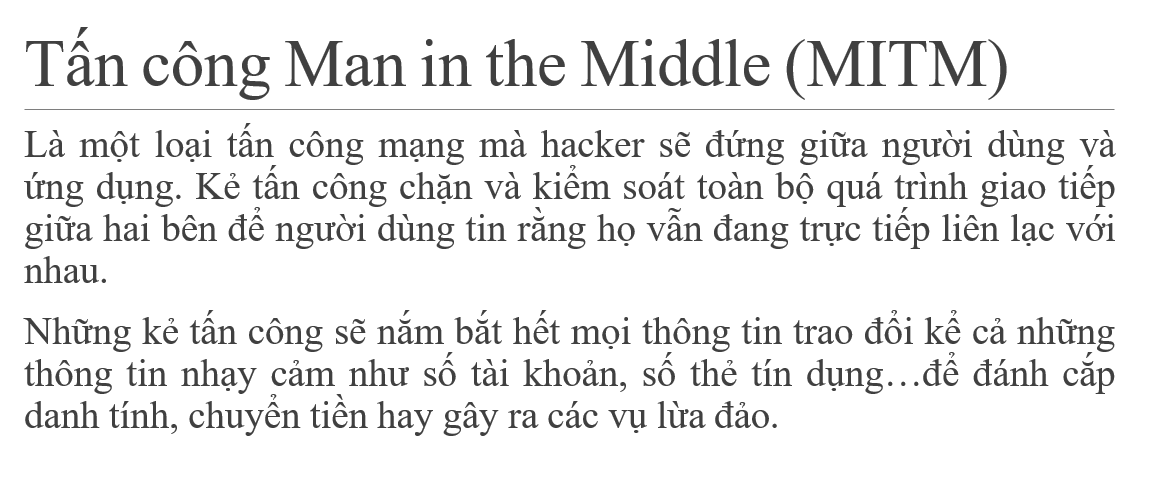 Tấn công Man in the Middle (MITM)
Là một loại tấn công mạng mà hacker sẽ đứng giữa người dùng và
ứng dụng. Kẻ tấn công chặn và kiểm soát toàn bộ quá trình giao tiếp
giữa hai bên để người dùng tin rằng họ vẫn đang trực tiếp liên lạc với
nhau.
Những kẻ tấn công sẽ nắm bắt hết mọi thông tin trao đổi kể cả những
thông tin nhạy cảm như số tài khoản, số thẻ tín dụng…để đánh cắp
danh tính, chuyển tiền hay gây ra các vụ lừa đảo.